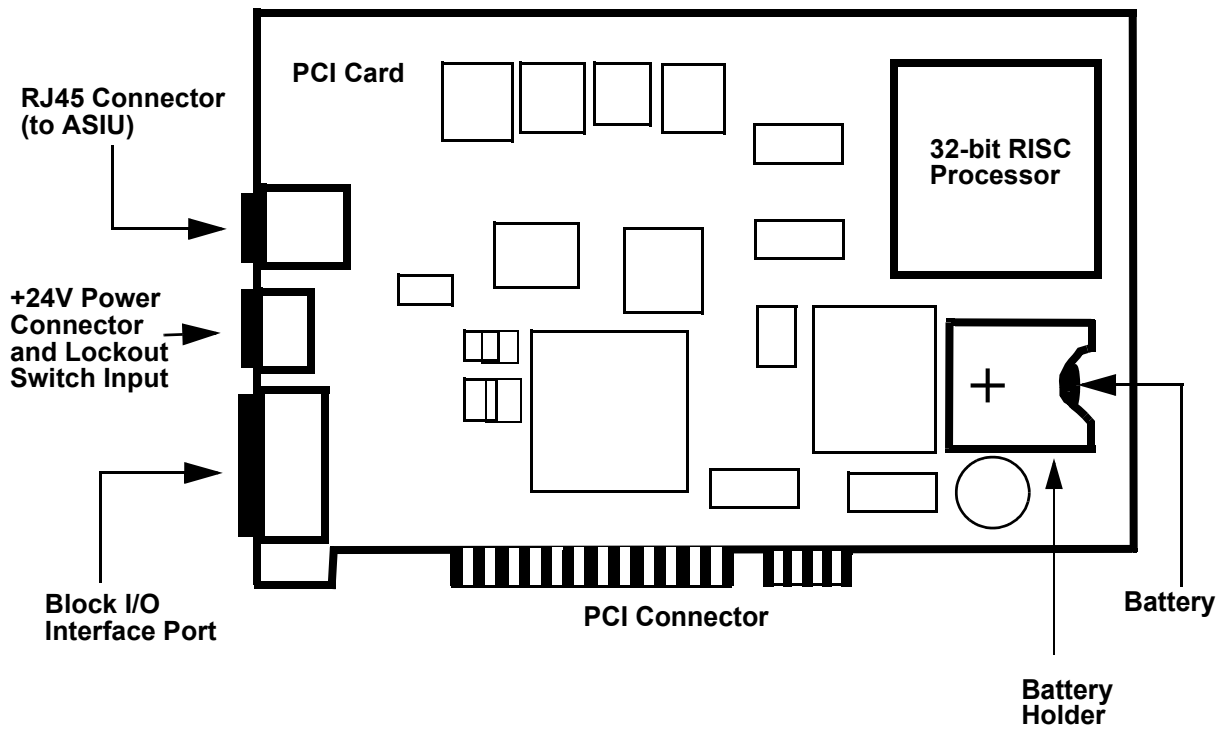 PCI Card
RJ45 Connector
(to ASIU)
32-bit RISC
Processor
+24V Power
Connector
and Lockout
Switch Input
+
Block I/O
Interface Port
PCI Connector
Battery
Battery
Holder